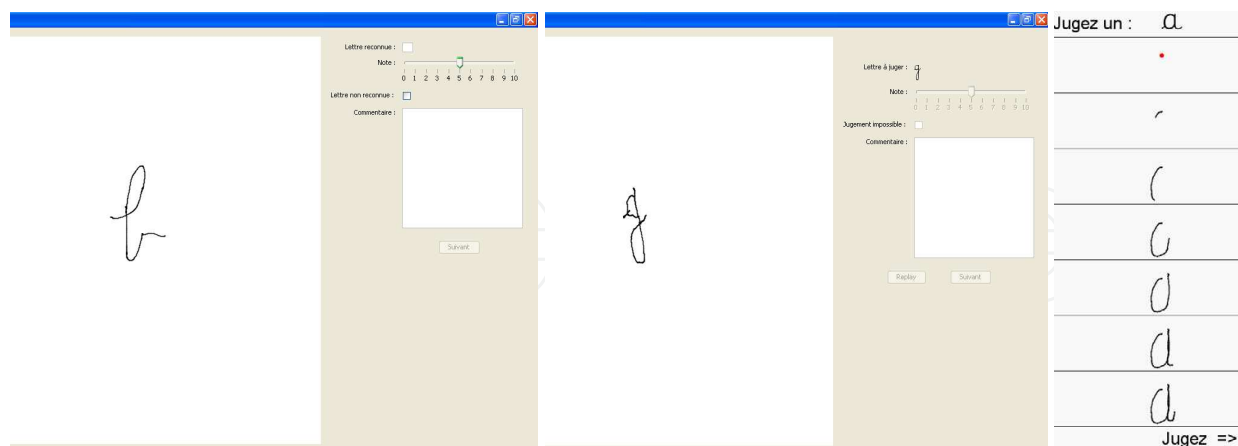 Lettre reconnue :
Note :
0 1 2 3 4 5 6 7 8 9 10
Lettre non reconnue :
Commentaire :
Suivant
Lettre à juger : g
Note :
0 1 2 3 4 5 6 7 8 9 10
Jugement impossible :
Commentaire :
g
Replay Suivant
Jugez un : a
d
d
Jugez =>